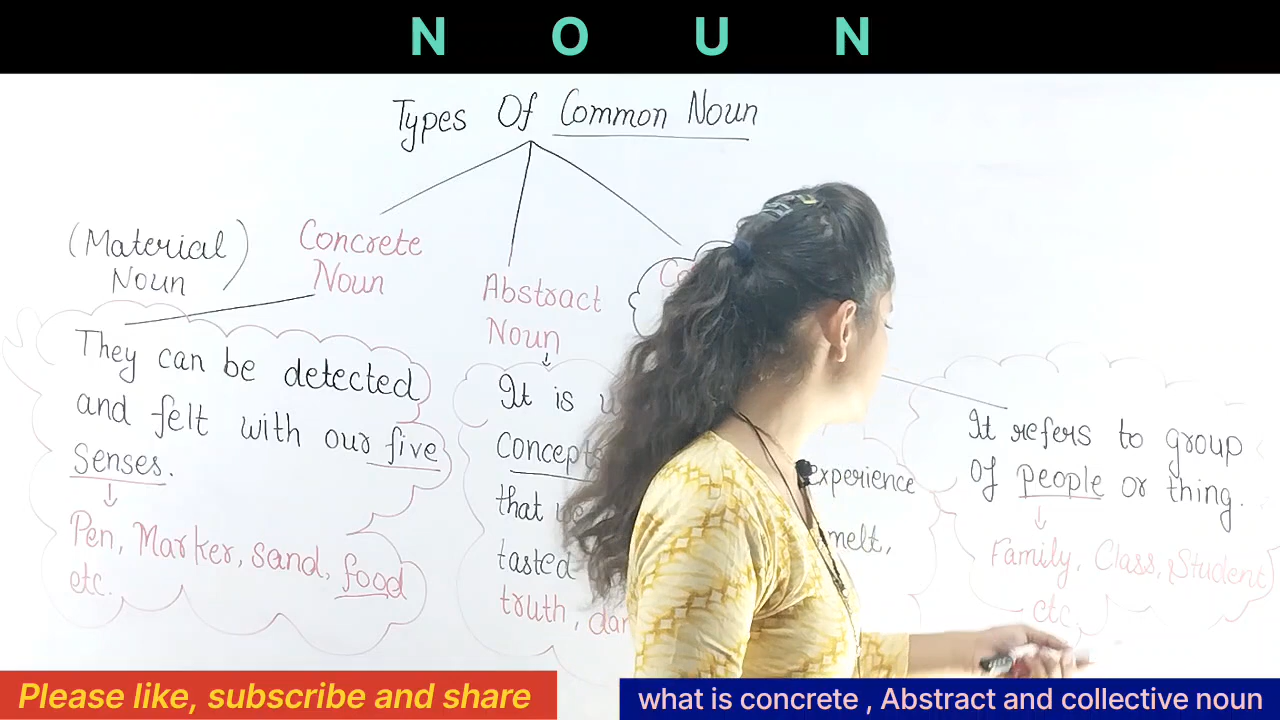 N O U N
Types Of Common Noun
(Material)
Noun
Concrete
Noun
Abstract
Noun
They can be detected
and felt with our five
Senses.
Pen, Marker, sand, food
etc.
It is
Concept
experience
that
melt,
tasted
truth,
It refers to group
Of people or thing.
Family, Class, Student
etc.
Please like, subscribe and share
what is concrete , Abstract and collective noun